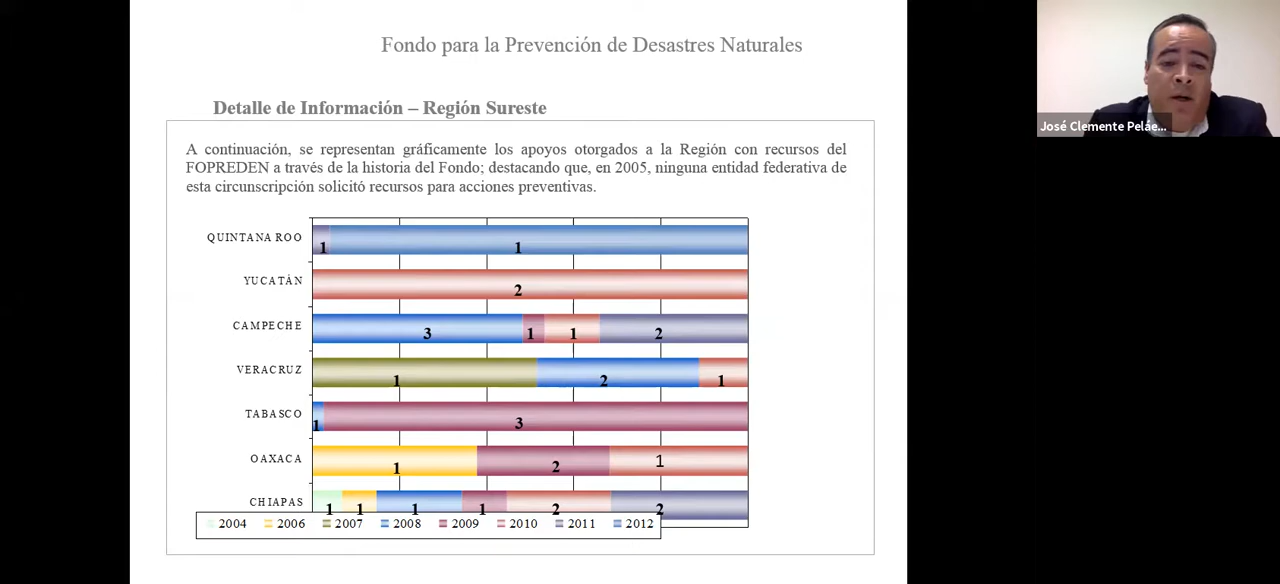 Fondo para la Prevención de Desastres Naturales
José Clemente Peláe...
Detalle de Información – Región Sureste
A continuación, se representan gráficamente los apoyos otorgados a la Región con recursos del
FOPREDEN a través de la historia del Fondo; destacando que, en 2005, ninguna entidad federativa de
esta circunscripción solicitó recursos para acciones preventivas.
QUINTANA ROO 1 1
YUCATÁN 2
CAMPECHE 3 1 1 2
VERACRUZ 1 2 1
TABASCO 1 3
OAXACA 1 2 1
CHIAPAS 1 1 1 1 2 2
2004 2006 2007 2008 2009 2010 2011 2012